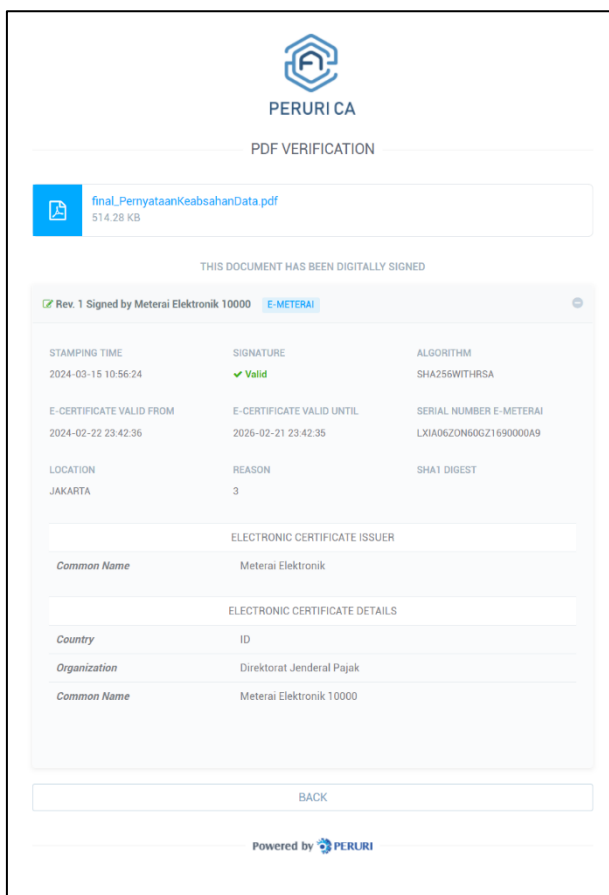 PERURI CA
PDF VERIFICATION
final_PernyataanKeabsahanData.pdf
514.28 KB
THIS DOCUMENT HAS BEEN DIGITALLY SIGNED
Rev. 1 Signed by Meterai Elektronik 10000 E-METERAI
STAMPING TIME SIGNATURE ALGORITHM
2024-03-15 10:56:24 Valid SHA256WITHRSA
E-CERTIFICATE VALID FROM E-CERTIFICATE VALID UNTIL SERIAL NUMBER E-METERAI
2024-02-22 23:42:36 2026-02-21 23:42:35 LXIA06ZON60GZ1690000A9
LOCATION REASON SHA1 DIGEST
JAKARTA 3
ELECTRONIC CERTIFICATE ISSUER
Common Name Meterai Elektronik
ELECTRONIC CERTIFICATE DETAILS
Country ID
Organization Direktorat Jenderal Pajak
Common Name Meterai Elektronik 10000
BACK
Powered by PERURI